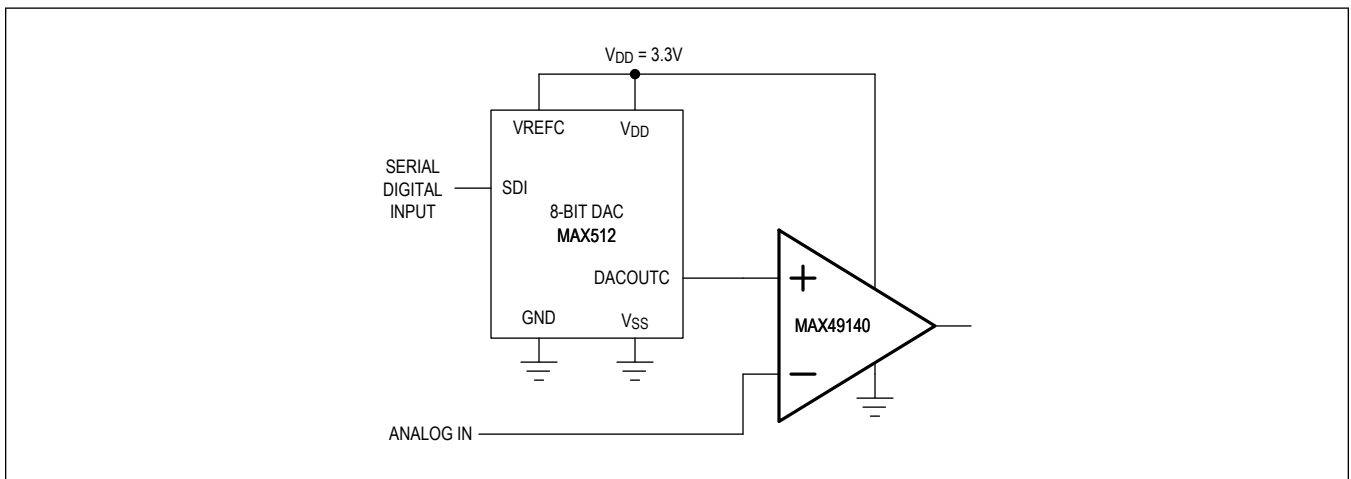 VDD = 3.3V
VREFC
VDD
SERIAL
DIGITAL
INPUT
SDI
8-BIT DAC
MAX512
DACOUTC
GND
VSS
+
MAX49140
−
ANALOG IN